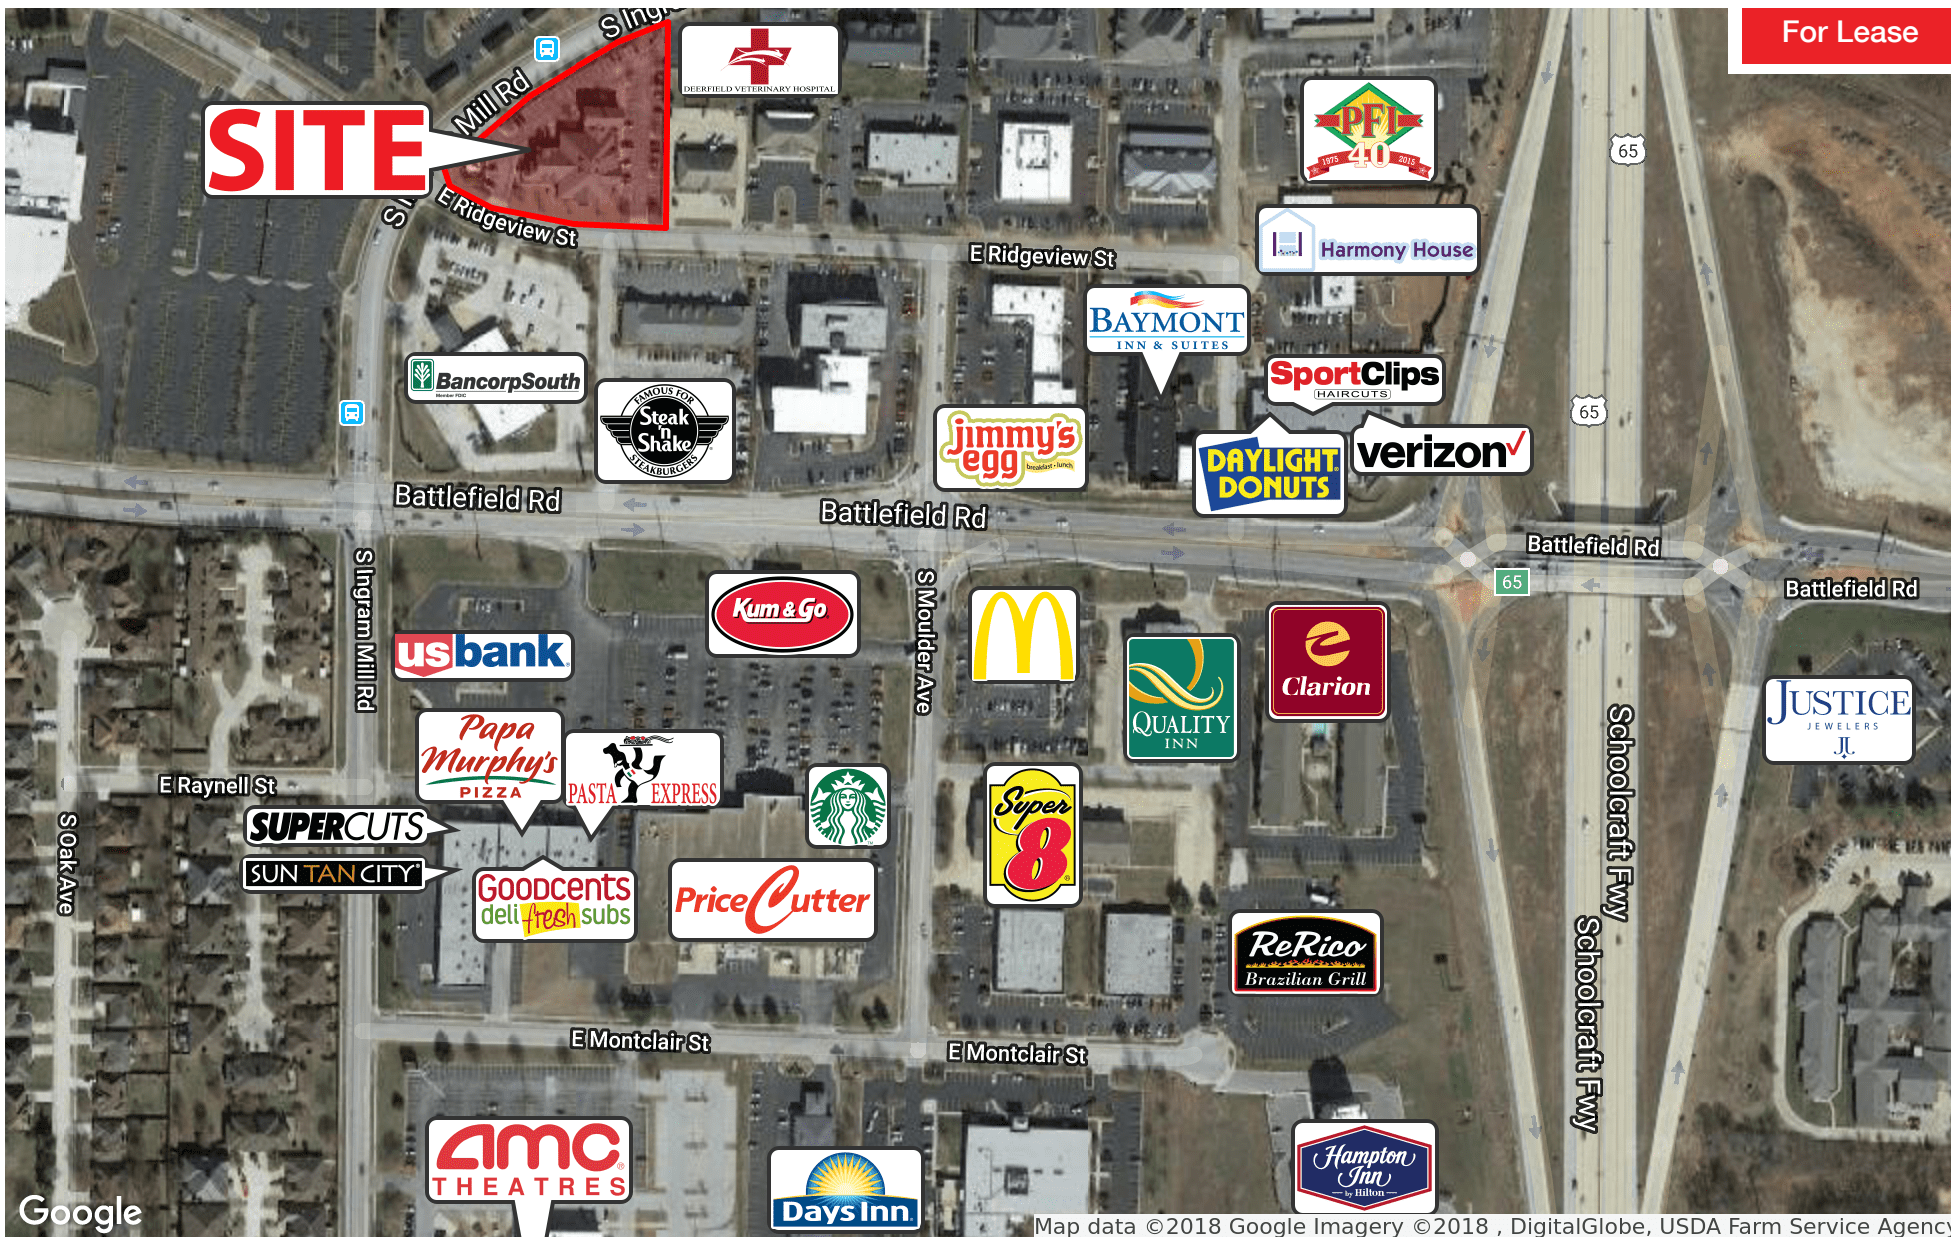 For Lease
S Ingr
DEERFIELD VETERINARY HOSPITAL
Mill Rd
SITE
S I
E Ridgeview St
PFI
1975 40 2015
65
Harmony House
E Ridgeview St
BAYMONT
INN & SUITES
BancorpSouth
Member FDIC
FAMOUS FOR
Steak
'n
Shake
STEAKBURGERS
SportClips
HAIRCUTS
65
jimmy's
egg
breakfast • lunch
DAYLIGHT
DONUTS
verizon
Battlefield Rd
Battlefield Rd
Battlefield Rd
65
Battlefield Rd
S Ingram Mill Rd
S Moulder Ave
Kum & Go
usbank
QUALITY
INN
Clarion
JUSTICE
JEWELERS
JJ
Papa
Murphy's
PIZZA
PASTA EXPRESS
E Raynell St
SUPERCUTS
SUN TAN CITY
S Oak Ave
Super
8
GOODCENTS
deli fresh subs
PriceCutter
Schoolcraft Fwy
Schoolcraft Fwy
ReRico
Brazilian Grill
E Montclair St
E Montclair St
amc
THEATRES
Days Inn
Hampton
Inn
by Hilton
Google
Map data ©2018 Google Imagery ©2018 , DigitalGlobe, USDA Farm Service Agency